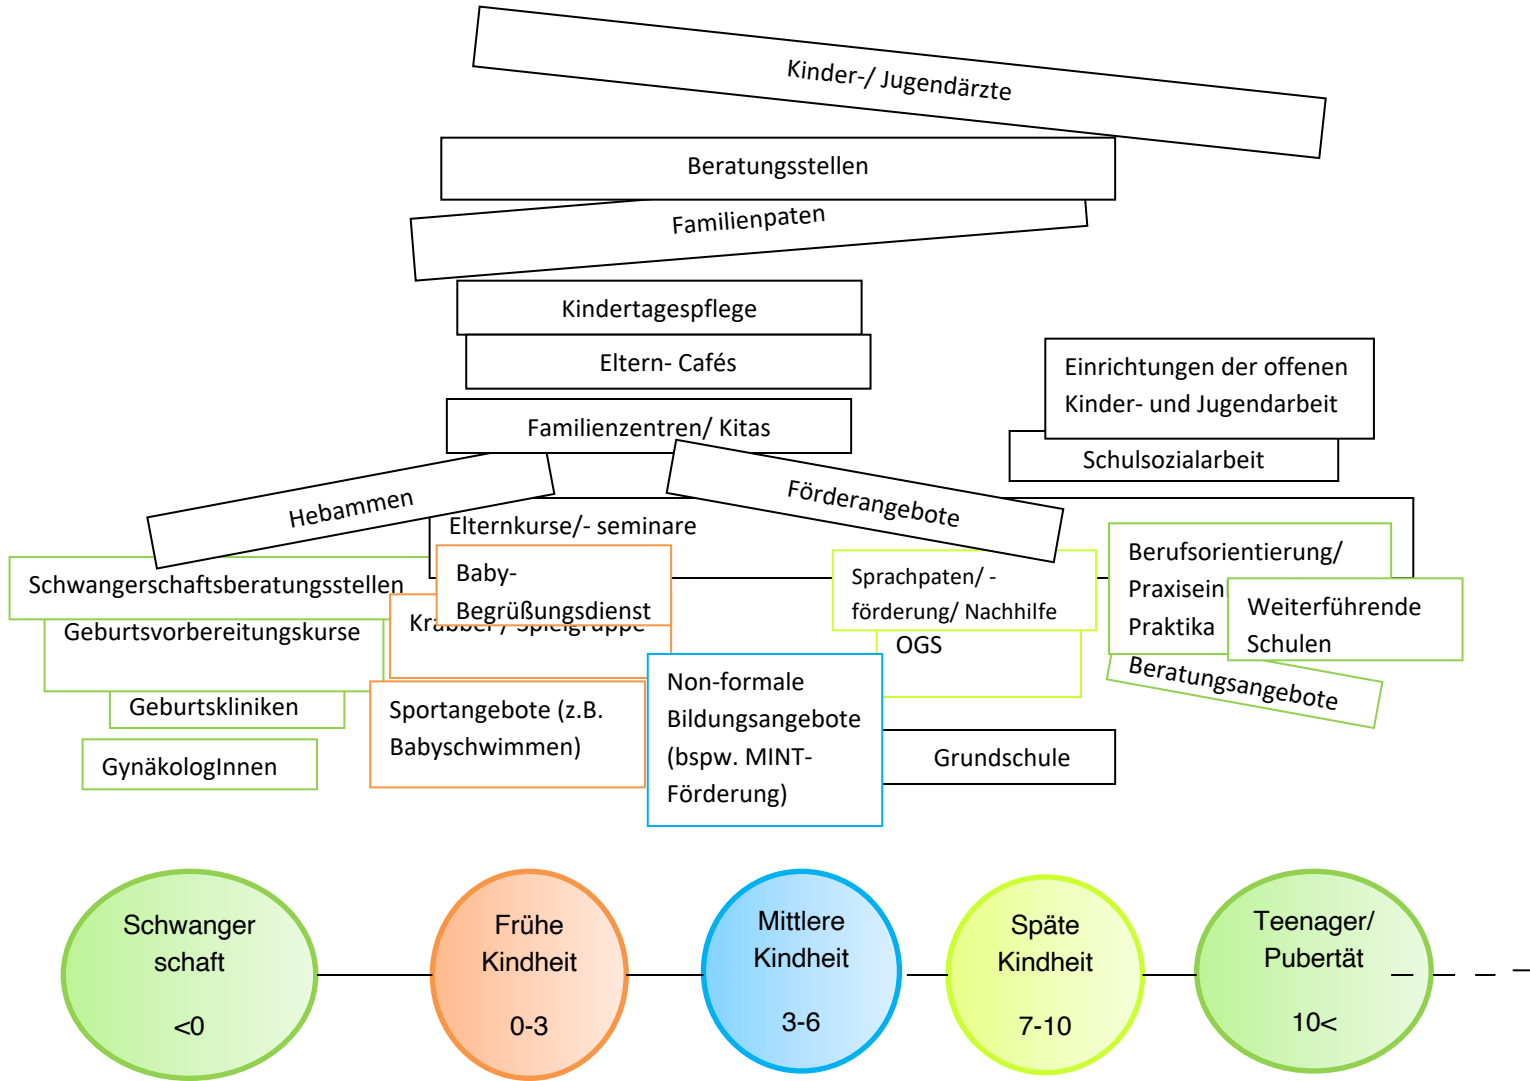 Kinder-/ Jugendärzte
Beratungsstellen
Familienpaten
Kindertagespflege
Eltern- Cafés
Einrichtungen der offenen
Kinder- und Jugendarbeit
Familienzentren/ Kitas
Schulsozialarbeit
Hebammen
Förderangebote
Elternkurse/- seminare
Schwangerschaftsberatungsstellen
Baby-
Begrüßungsdienst
Sprachpaten/ -
förderung/ Nachhilfe
Berufsorientierung/
Praxisein
Praktika
Weiterführende
Schulen
Geburtsvorbereitungskurse
/ Spielgruppe
OGS
Beratungsangebote
Geburtskliniken
Sportangebote (z.B.
Babyschwimmen)
Non-formale
Bildungsangebote
(bspw. MINT-
Förderung)
GynäkologInnen
Grundschule
Schwanger
schaft
<0
Frühe
Kindheit
0-3
Mittlere
Kindheit
3-6
Späte
Kindheit
7-10
Teenager/
Pubertät
10<